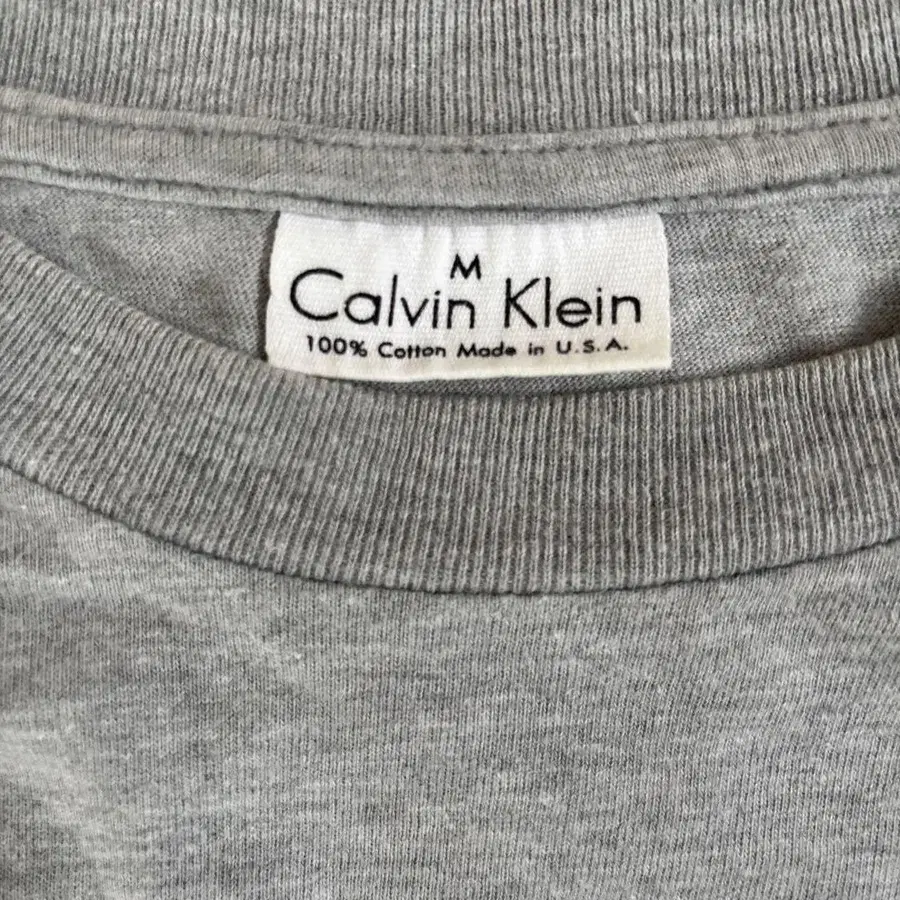 M
Calvin Klein
100% Cotton Made in U.S.A.